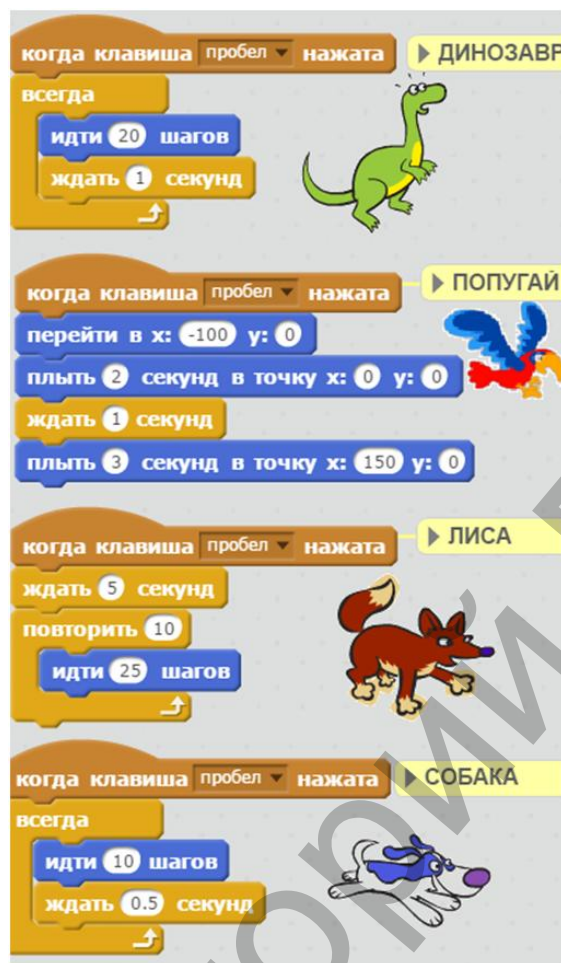 когда клавиша пробел нажата
ДИНОЗАВР
всегда
идти 20 шагов
ждать 1 секунд
когда клавиша пробел нажата
ПОПУГАЙ
перейти в x: -100 y: 0
плыть 2 секунд в точку x: 0 y: 0
ждать 1 секунд
плыть 3 секунд в точку x: 150 y: 0
когда клавиша пробел нажата
ЛИСА
ждать 5 секунд
повторить 10
идти 25 шагов
когда клавиша пробел нажата
СОБАКА
всегда
идти 10 шагов
ждать 0.5 секунд